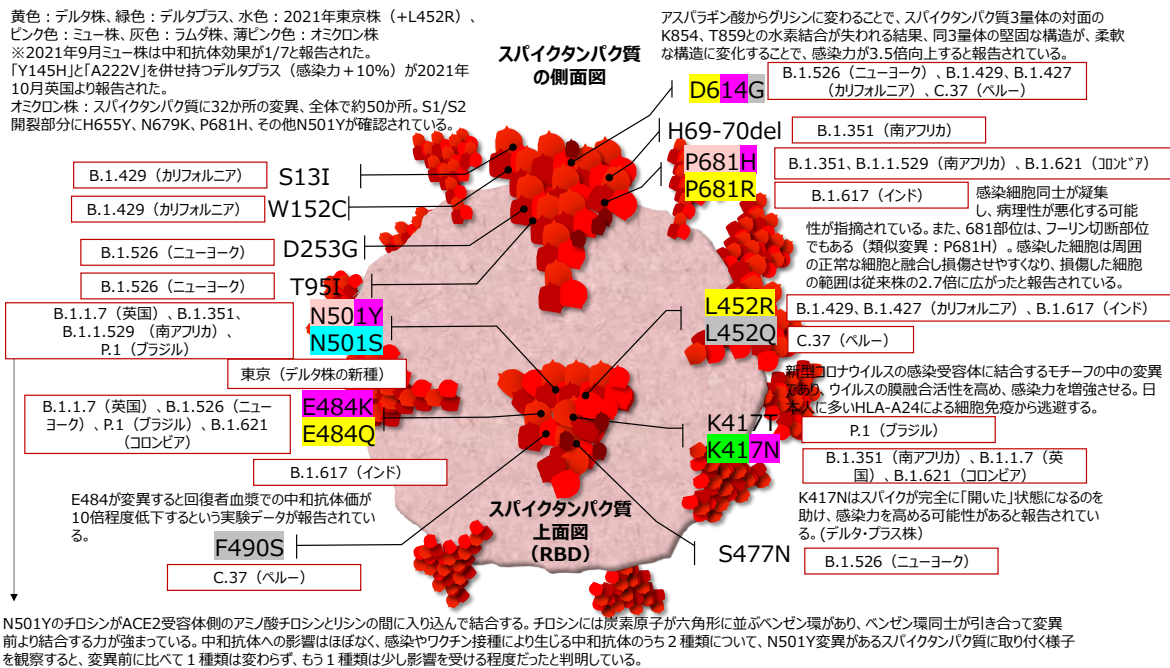 黄色：デルタ株、緑色：デルタプラス、水色：2021年東京株（+L452R）、
ピンク色：ミュー株、灰色：ラムダ株、薄ピンク色：オミクロン株
※2021年9月ミュー株は中和抗体効果が1/7と報告された。
「Y145H」と「A222V」を併せ持つデルタプラス（感染力＋10%）が2021年
10月英国より報告された。
オミクロン株：スパイクタンパク質に32か所の変異、全体で約50か所。S1/S2
開裂部分にH655Y、N679K、P681H、その他N501Yが確認されている。
スパイクタンパク質
の側面図
アスパラギン酸からグリシンに変わることで、スパイクタンパク質3量体の対面の
K854、T859との水素結合が失われる結果、同3量体の堅固な構造が、柔軟
な構造に変化することで、感染力が3.5倍向上すると報告されている。
D614G
B.1.526（ニューヨーク）、B.1.429、B.1.427
（カリフォルニア）、C.37（ペルー）
H69-70del
B.1.351（南アフリカ）
P681H
B.1.351、B.1.1.529（南アフリカ）、B.1.621（ｺﾛﾝﾋﾞｱ）
P681R
B.1.617（インド）
感染細胞同士が凝集
し、病理性が悪化する可能
性が指摘されている。また、681部位は、フーリン切断部位
でもある（類似変異：P681H）。感染した細胞は周囲
の正常な細胞と融合し損傷させやすくなり、損傷した細胞
の範囲は従来株の2.7倍に広がったと報告されている。
B.1.429（カリフォルニア）
S13I
B.1.429（カリフォルニア）
W152C
B.1.526（ニューヨーク）
D253G
B.1.526（ニューヨーク）
T95I
B.1.1.7（英国）、B.1.351、
B.1.1.529 （南アフリカ）、
P.1（ブラジル）
N501Y
N501S
東京（デルタ株の新種）
L452R
B.1.429、B.1.427（カリフォルニア）、B.1.617（インド）
L452Q
C.37（ペルー）
新型コロナウイルスの感染受容体に結合するモチーフの中の変異
であり、ウイルスの膜融合活性を高め、感染力を増強させる。日
本人に多いHLA-A24による細胞免疫から逃避する。
B.1.1.7（英国）、B.1.526（ニュー
ヨーク）、P.1（ブラジル）、B.1.621
（コロンビア）
E484K
E484Q
B.1.617（インド）
E484が変異すると回復者血漿での中和抗体価が
10倍程度低下するという実験データが報告されてい
る。
K417T
P.1（ブラジル）
K417N
B.1.351（南アフリカ）、B.1.1.7（英
国）、B.1.621（コロンビア）
K417Nはスパイクが完全に「開いた」状態になるのを
助け、感染力を高める可能性があると報告されてい
る。(デルタ・プラス株）
スパイクタンパク質
上面図
（RBD）
F490S
C.37（ペルー）
S477N
B.1.526（ニューヨーク）
N501YのチロシンがACE2受容体側のアミノ酸チロシンとリシンの間に入り込んで結合する。チロシンには炭素原子が六角形に並ぶベンゼン環があり、ベンゼン環同士が引き合って変異
前より結合する力が強まっている。中和抗体への影響はほぼなく、感染やワクチン接種により生じる中和抗体のうち２種類について、N501Y変異があるスパイクタンパク質に取り付く様子
を観察すると、変異前に比べて１種類は変わらず、もう１種類は少し影響を受ける程度だったと判明している。